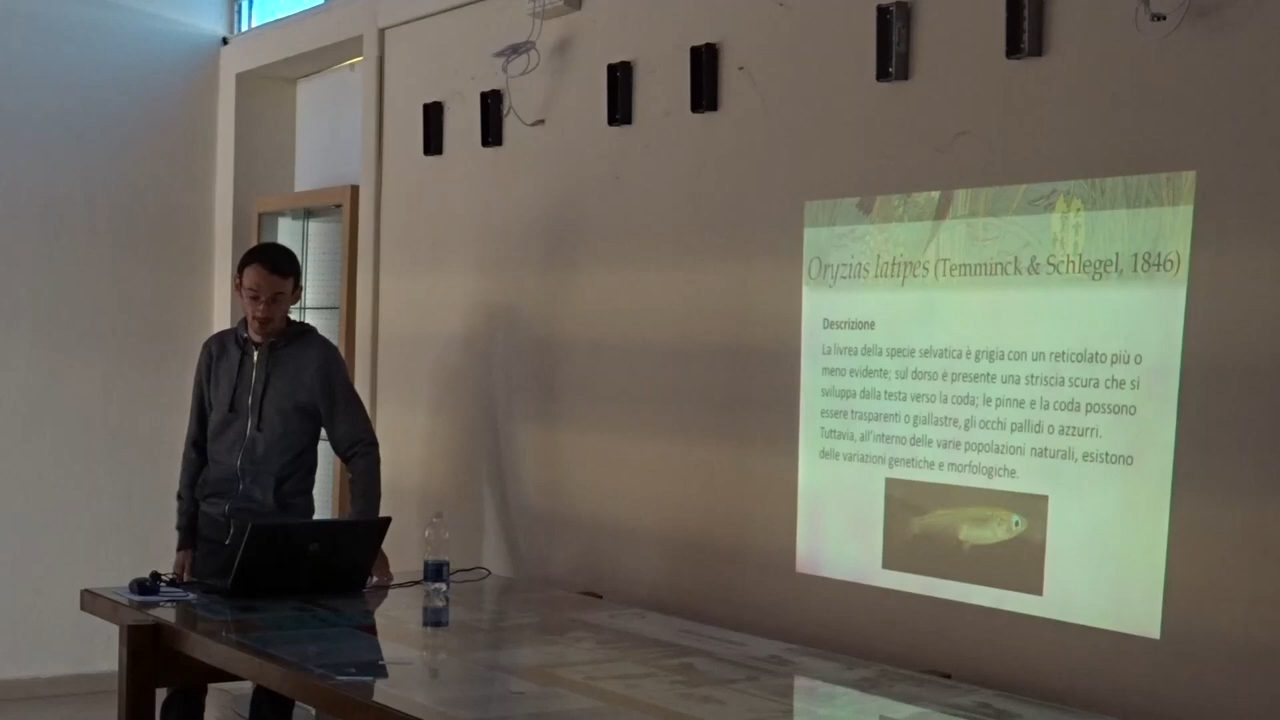 Oryzias latipes (Temminck & Schlegel, 1846)
Descrizione
La livrea della specie selvatica è grigia con un reticolato più o
meno evidente; sul dorso è presente una striscia scura che si
sviluppa dalla testa verso la coda; le pinne e la coda possono
essere trasparenti o giallastre, gli occhi pallidi o azzurri.
Tuttavia, all'interno delle varie popolazioni naturali, esistono
delle variazioni genetiche e morfologiche.